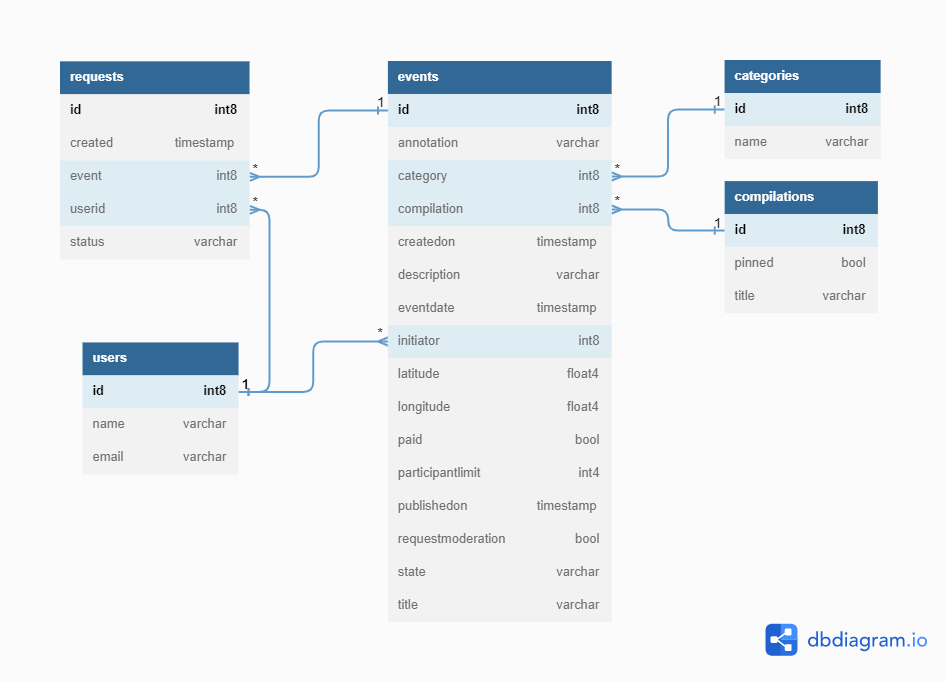 requests
id int8
created timestamp
event int8
userid int8
status varchar
*
*
users
id int8
name varchar
email varchar
1
events
id int8
annotation varchar
category int8
compilation int8
createdon timestamp
description varchar
eventdate timestamp
initiator int8
latitude float4
longitude float4
paid bool
participantlimit int4
publishedon timestamp
requestmoderation bool
state varchar
title varchar
1
*
*
*
categories
id int8
name varchar
1
compilations
id int8
pinned bool
title varchar
1
dbdiagram.io